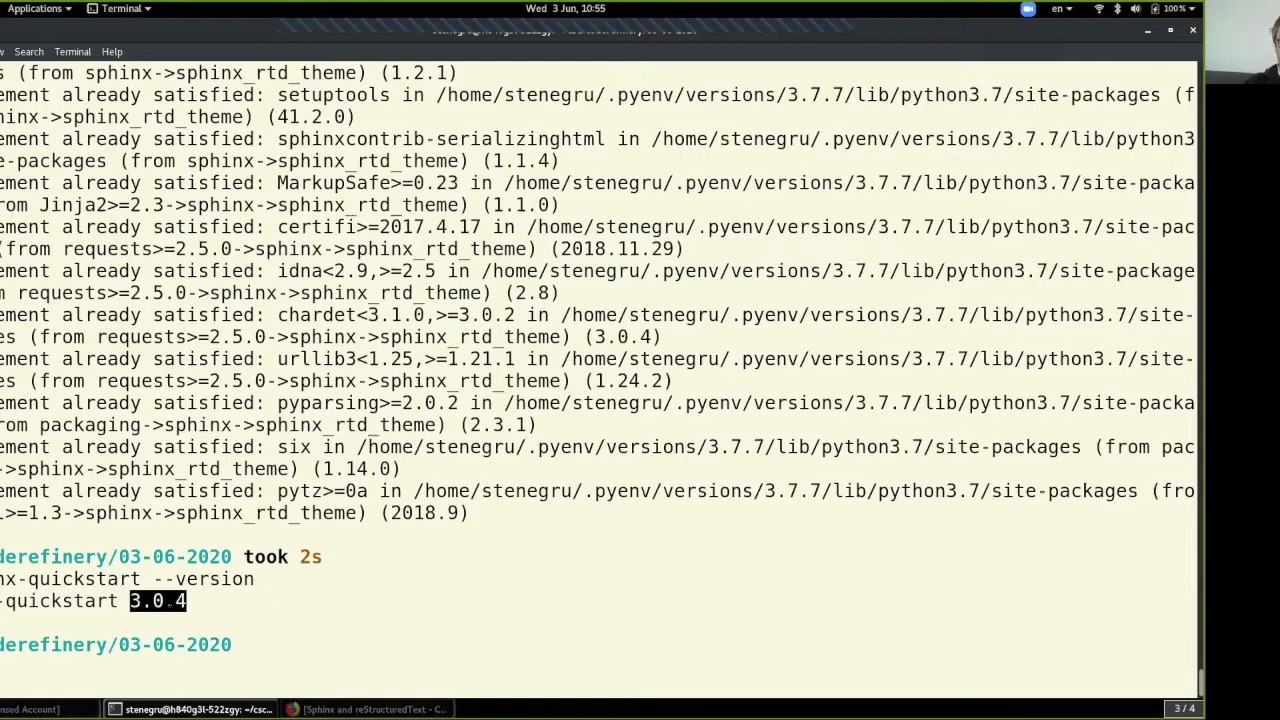 Applications
Terminal
Wed 3 Jun, 10:55
en
100%
Search Terminal Help
s (from sphinx->sphinx_rtd_theme) (1.2.1)
ement already satisfied: setuptools in /home/stenegru/.pyenv/versions/3.7.7/lib/python3.7/site-packages (f
hinx->sphinx_rtd_theme) (41.2.0)
ement already satisfied: sphinxcontrib-serializinghtml in /home/stenegru/.pyenv/versions/3.7.7/lib/python3
e-packages (from sphinx->sphinx_rtd_theme) (1.1.4)
ement already satisfied: MarkupSafe>=0.23 in /home/stenegru/.pyenv/versions/3.7.7/lib/python3.7/site-packa
rom Jinja2>=2.3->sphinx->sphinx_rtd_theme) (1.1.0)
ement already satisfied: certifi>=2017.4.17 in /home/stenegru/.pyenv/versions/3.7.7/lib/python3.7/site-pac
(from requests>=2.5.0->sphinx->sphinx_rtd_theme) (2018.11.29)
ement already satisfied: idna<2.9,>=2.5 in /home/stenegru/.pyenv/versions/3.7.7/lib/python3.7/site-package
m requests>=2.5.0->sphinx->sphinx_rtd_theme) (2.8)
ement already satisfied: chardet<3.1.0,>=3.0.2 in /home/stenegru/.pyenv/versions/3.7.7/lib/python3.7/site-
es (from requests>=2.5.0->sphinx->sphinx_rtd_theme) (3.0.4)
ement already satisfied: urllib3<1.25,>=1.21.1 in /home/stenegru/.pyenv/versions/3.7.7/lib/python3.7/site-
es (from requests>=2.5.0->sphinx->sphinx_rtd_theme) (1.24.2)
ement already satisfied: pyparsing>=2.0.2 in /home/stenegru/.pyenv/versions/3.7.7/lib/python3.7/site-packa
rom packaging->sphinx->sphinx_rtd_theme) (2.3.1)
ement already satisfied: six in /home/stenegru/.pyenv/versions/3.7.7/lib/python3.7/site-packages (from pac
->sphinx->sphinx_rtd_theme) (1.14.0)
ement already satisfied: pytz>=0a in /home/stenegru/.pyenv/versions/3.7.7/lib/python3.7/site-packages (fro
l>=1.3->sphinx->sphinx_rtd_theme) (2018.9)
derefinery/03-06-2020 took 2s
nx-quickstart --version
-quickstart 3.0.4
derefinery/03-06-2020
nsed Account]
stenegru@h840g3l-522zgy: ~/csc...
[Sphinx and reStructuredText - C...
3 / 4